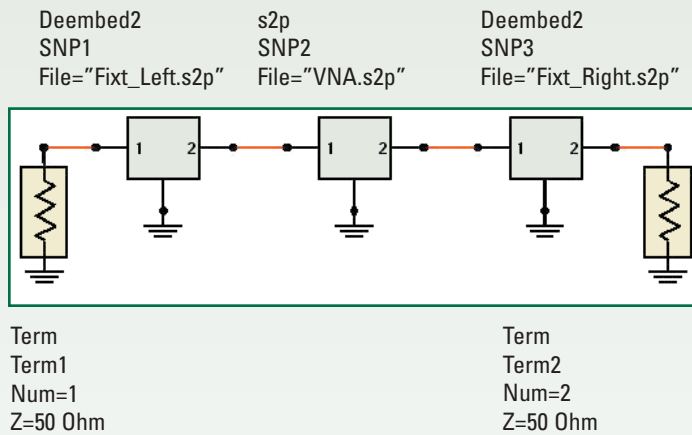 Deembed2
SNP1
File="Fixt_Left.s2p"
s2p
SNP2
File="VNA.s2p"
Deembed2
SNP3
File="Fixt_Right.s2p"
1 2
1 2
1 2
Term
Term1
Num=1
Z=50 Ohm
Term
Term2
Num=2
Z=50 Ohm